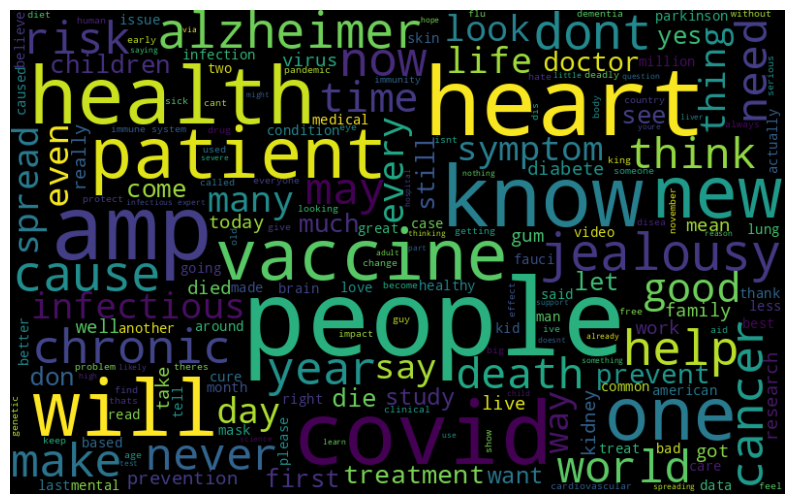 diet
human
hope
flu
dementia
parkinson
without
believe
issue
early
saying
via
alzheimer
look
dont
yes
million
risk
infection
skin
thing
need
caused
children
virus
two
pandemic
immunity
now
life
doctor
hate
little
deadly
question
serious
health
sick
cant
might
time
heart
dis
body
country
see
liver
youre
always
medical
isnt
actually
even
really
immune system
drug
condition
eye
every
still
symptom
think
spread
patient
used
severe
king
someone
come
called
everyone
diabete
nothing
hospital
protect
infectious expert
many
may
know
new
november
disea
reason
looking
give
today
much
great
case
getting
gum
video
mean
lung
amp
old
thinking
part
fauci
going
vaccine
adult
change
jealousy
cause
died
made
brain
love
become
healthy
said
let
good
thank
less
infectious
effect
support
free
man
family
well
another
around
people
kid
ive
doesnt
work
aid
best
better
chronic
impact
guy
already
help
cancer
research
problem
likely
theres
cure
year
say
big
something
death
prevent
don
high
month
take
find
thats
right
die
study
live
way
common
american
genetic
will
day
tell
read
mask
science
clinical
child
kidney
treat
bad
got
one
keep
based
age
test
please
covid
learn
use
show
world
care
feel
make
never
first
treatment
want
data
last
mental
prevention
cardiovascular
spreading